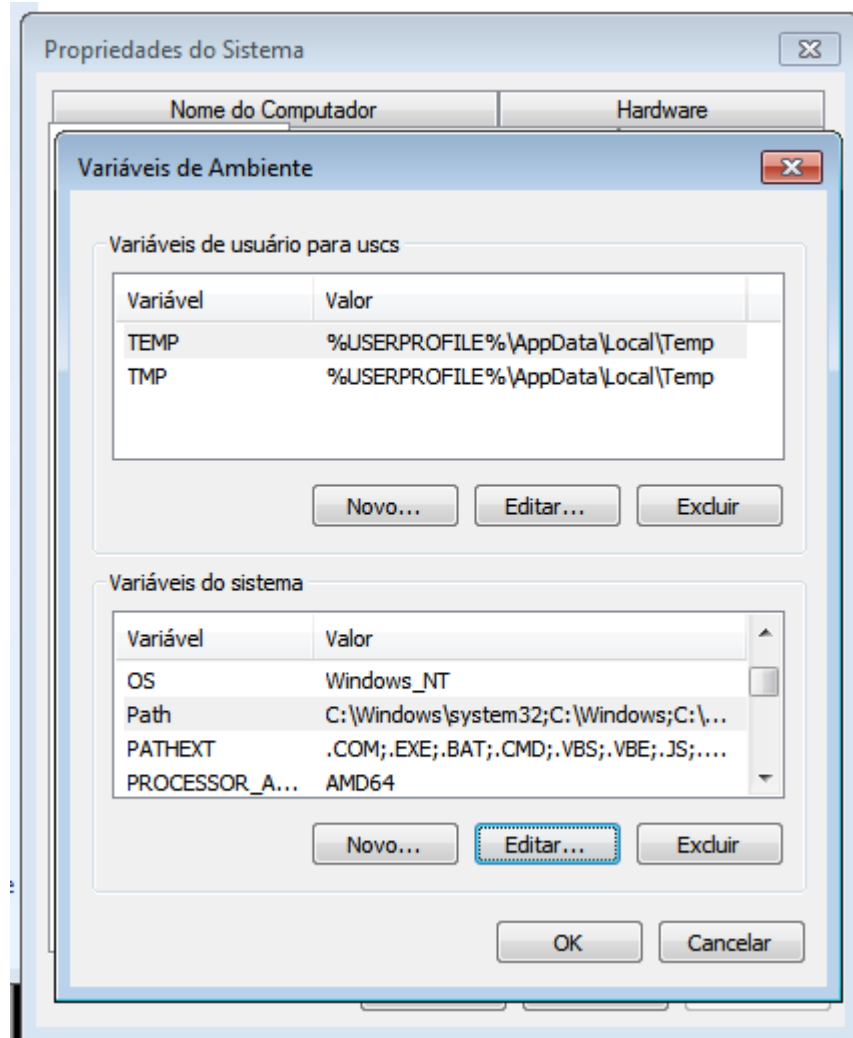 Propriedades do Sistema
Nome do Computador Hardware
Variáveis de Ambiente
Variáveis de usuário para uscs
Variável Valor
TEMP %USERPROFILE%\AppData\Local\Temp
TMP %USERPROFILE%\AppData\Local\Temp
Novo... Editar... Excluir
Variáveis do sistema
Variável Valor
OS Windows_NT
Path C:\Windows\system32;C:\Windows;C:\...
PATHEXT .COM;.EXE;.BAT;.CMD;.VBS;.VBE;.JS;....
PROCESSOR_A... AMD64
Novo... Editar... Excluir
OK Cancelar